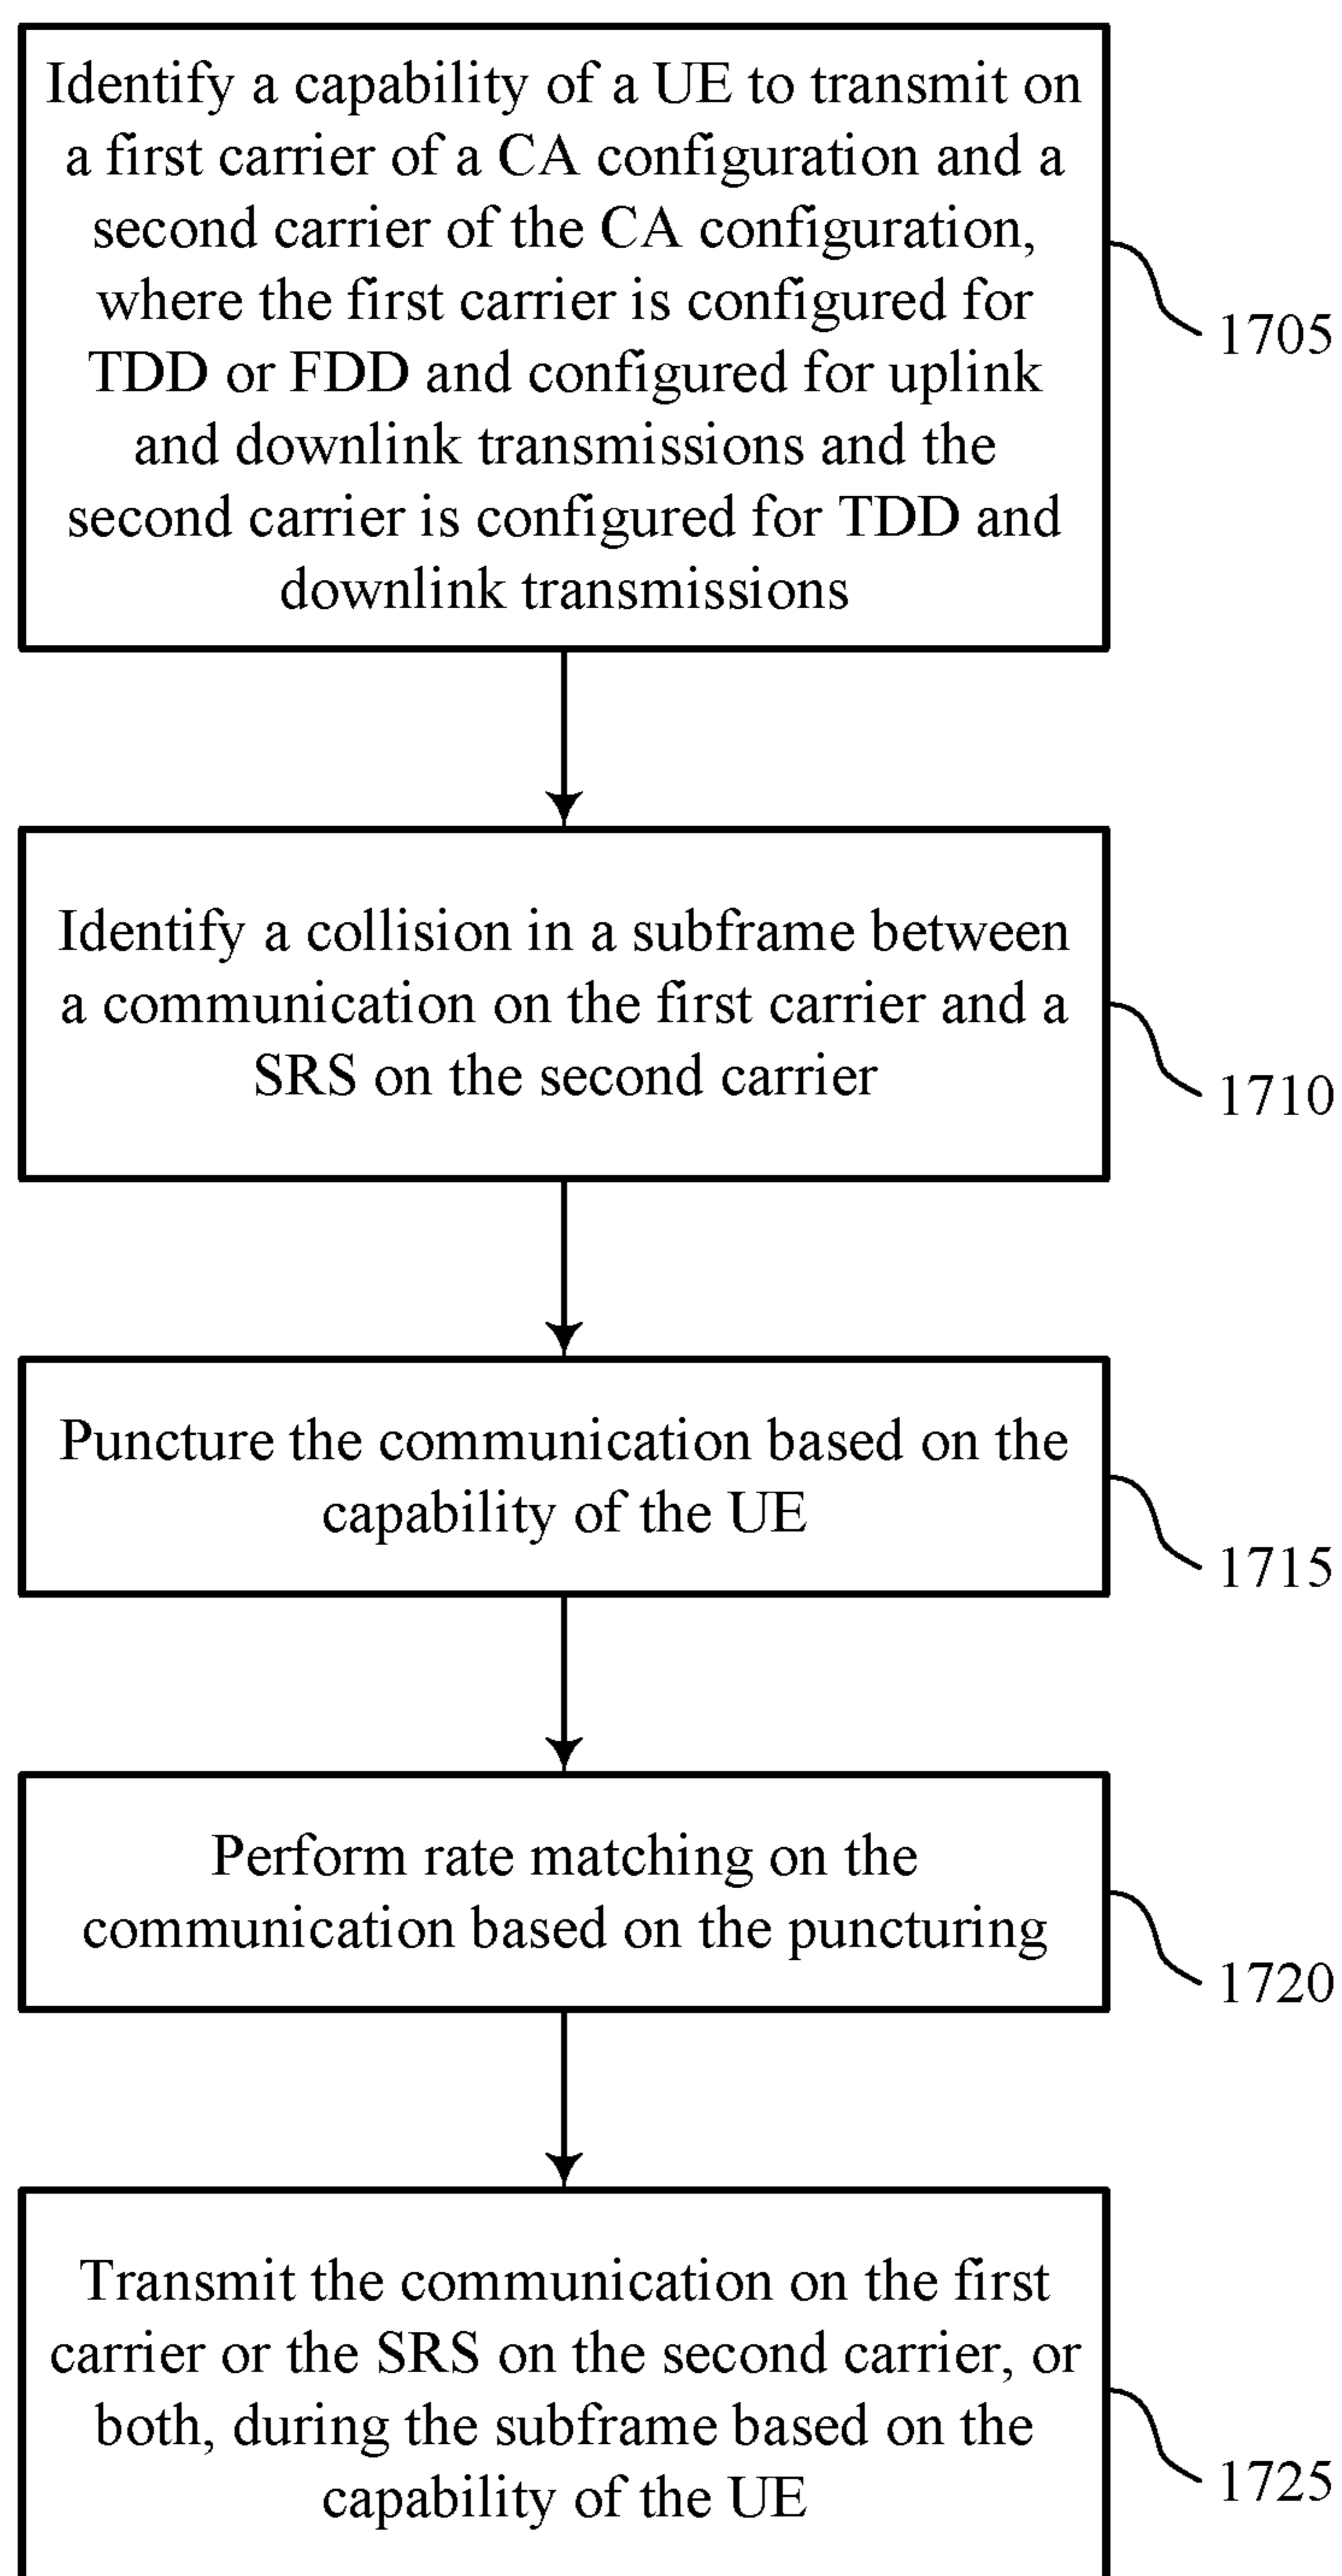 Identify a capability of a UE to transmit on
a first carrier of a CA configuration and a
second carrier of the CA configuration,
where the first carrier is configured for
TDD or FDD and configured for uplink
and downlink transmissions and the
second carrier is configured for TDD and
downlink transmissions
1705
Identify a collision in a subframe between
a communication on the first carrier and a
SRS on the second carrier
1710
Puncture the communication based on the
capability of the UE
1715
Perform rate matching on the
communication based on the puncturing
1720
Transmit the communication on the first
carrier or the SRS on the second carrier, or
both, during the subframe based on the
capability of the UE
1725